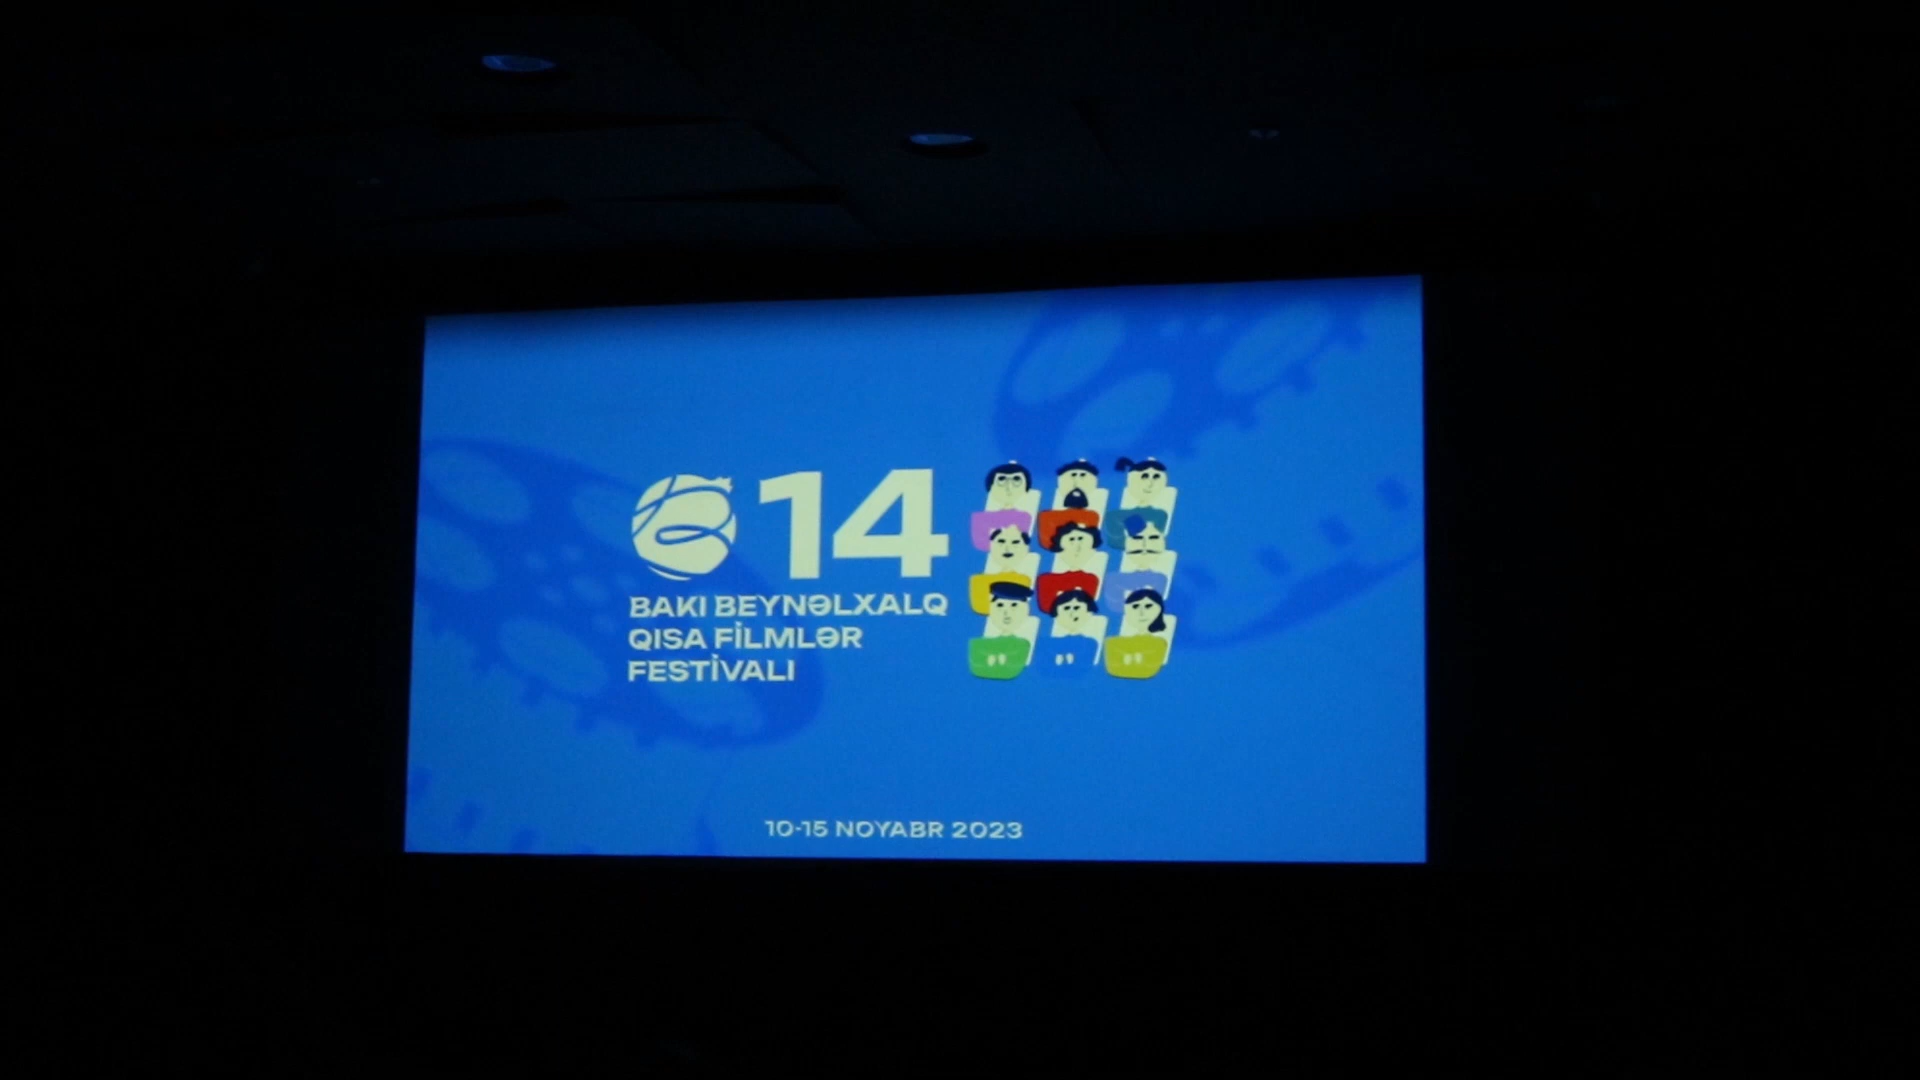 14
BAKI BEYNƏLXALQ
QISA FİLMLƏR
FESTİVALI
10-15 NOYABR 2023